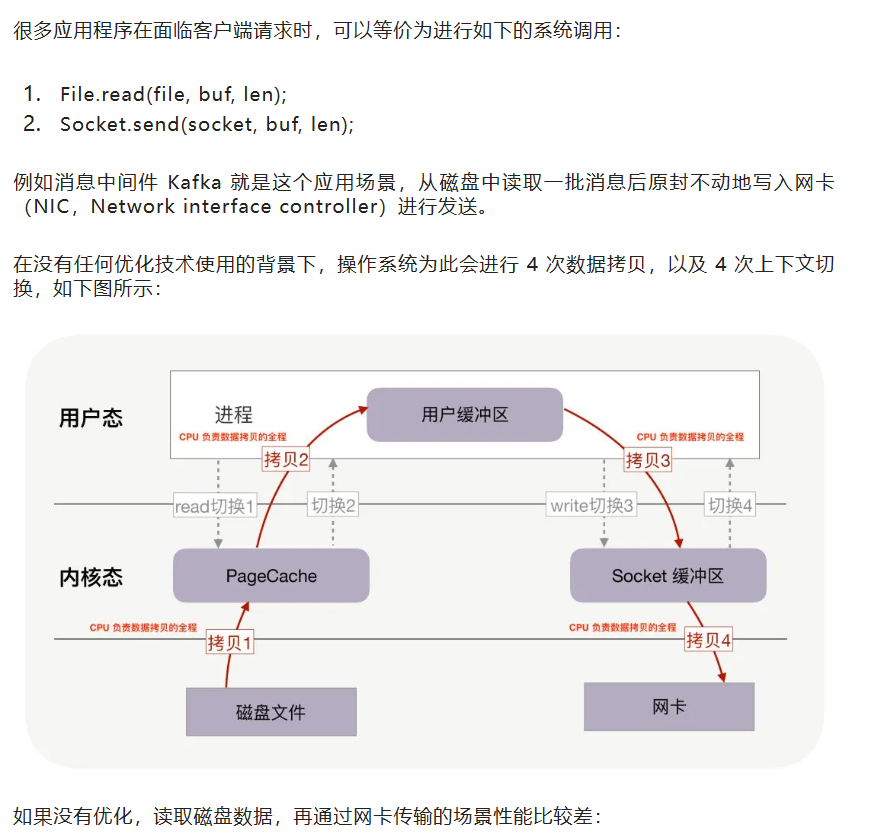 很多应用程序在面临客户端请求时，可以等价为进行如下的系统调用：
1. File.read(file, buf, len);
2. Socket.send(socket, buf, len);
例如消息中间件 Kafka 就是这个应用场景，从磁盘中读取一批消息后原封不动地写入网卡
（NIC，Network interface controller）进行发送。
在没有任何优化技术使用的背景下，操作系统为此会进行 4 次数据拷贝，以及 4 次上下文切
换，如下图所示：
用户态
进程
用户缓冲区
CPU 负责数据拷贝的全程
CPU 负责数据拷贝的全程
拷贝2
拷贝3
read切换1
切换2
write切换3
切换4
内核态
PageCache
Socket 缓冲区
CPU 负责数据拷贝的全程
CPU 负责数据拷贝的全程
拷贝1
拷贝4
磁盘文件
网卡
如果没有优化，读取磁盘数据，再通过网卡传输的场景性能比较差：